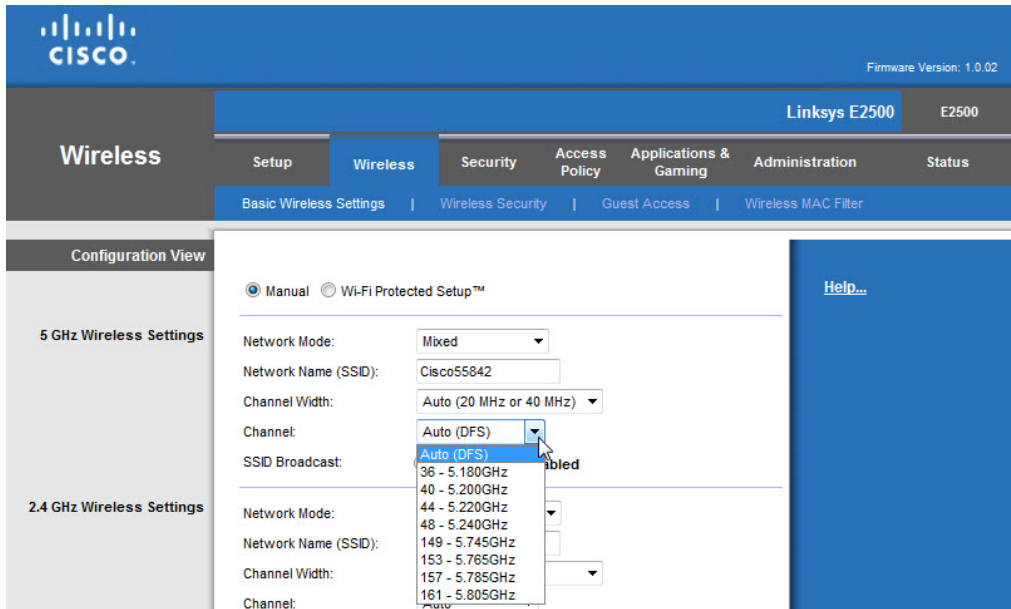 CISCO.
Firmware Version: 1.0.02
Linksys E2500 E2500
Wireless
Setup Wireless Security Access Policy Applications & Gaming Administration Status
Basic Wireless Settings | Wireless Security | Guest Access | Wireless MAC Filter
Configuration View
Manual Wi-Fi Protected Setup™
Help...
5 GHz Wireless Settings
Network Mode: Mixed
Network Name (SSID): Cisco55842
Channel Width: Auto (20 MHz or 40 MHz)
Channel: Auto (DFS)
Auto (DFS)
36 - 5.180GHz
40 - 5.200GHz
44 - 5.220GHz
48 - 5.240GHz
149 - 5.745GHz
153 - 5.765GHz
157 - 5.785GHz
161 - 5.805GHz
SSID Broadcast:
2.4 GHz Wireless Settings
Network Mode:
Network Name (SSID):
Channel Width:
Channel: